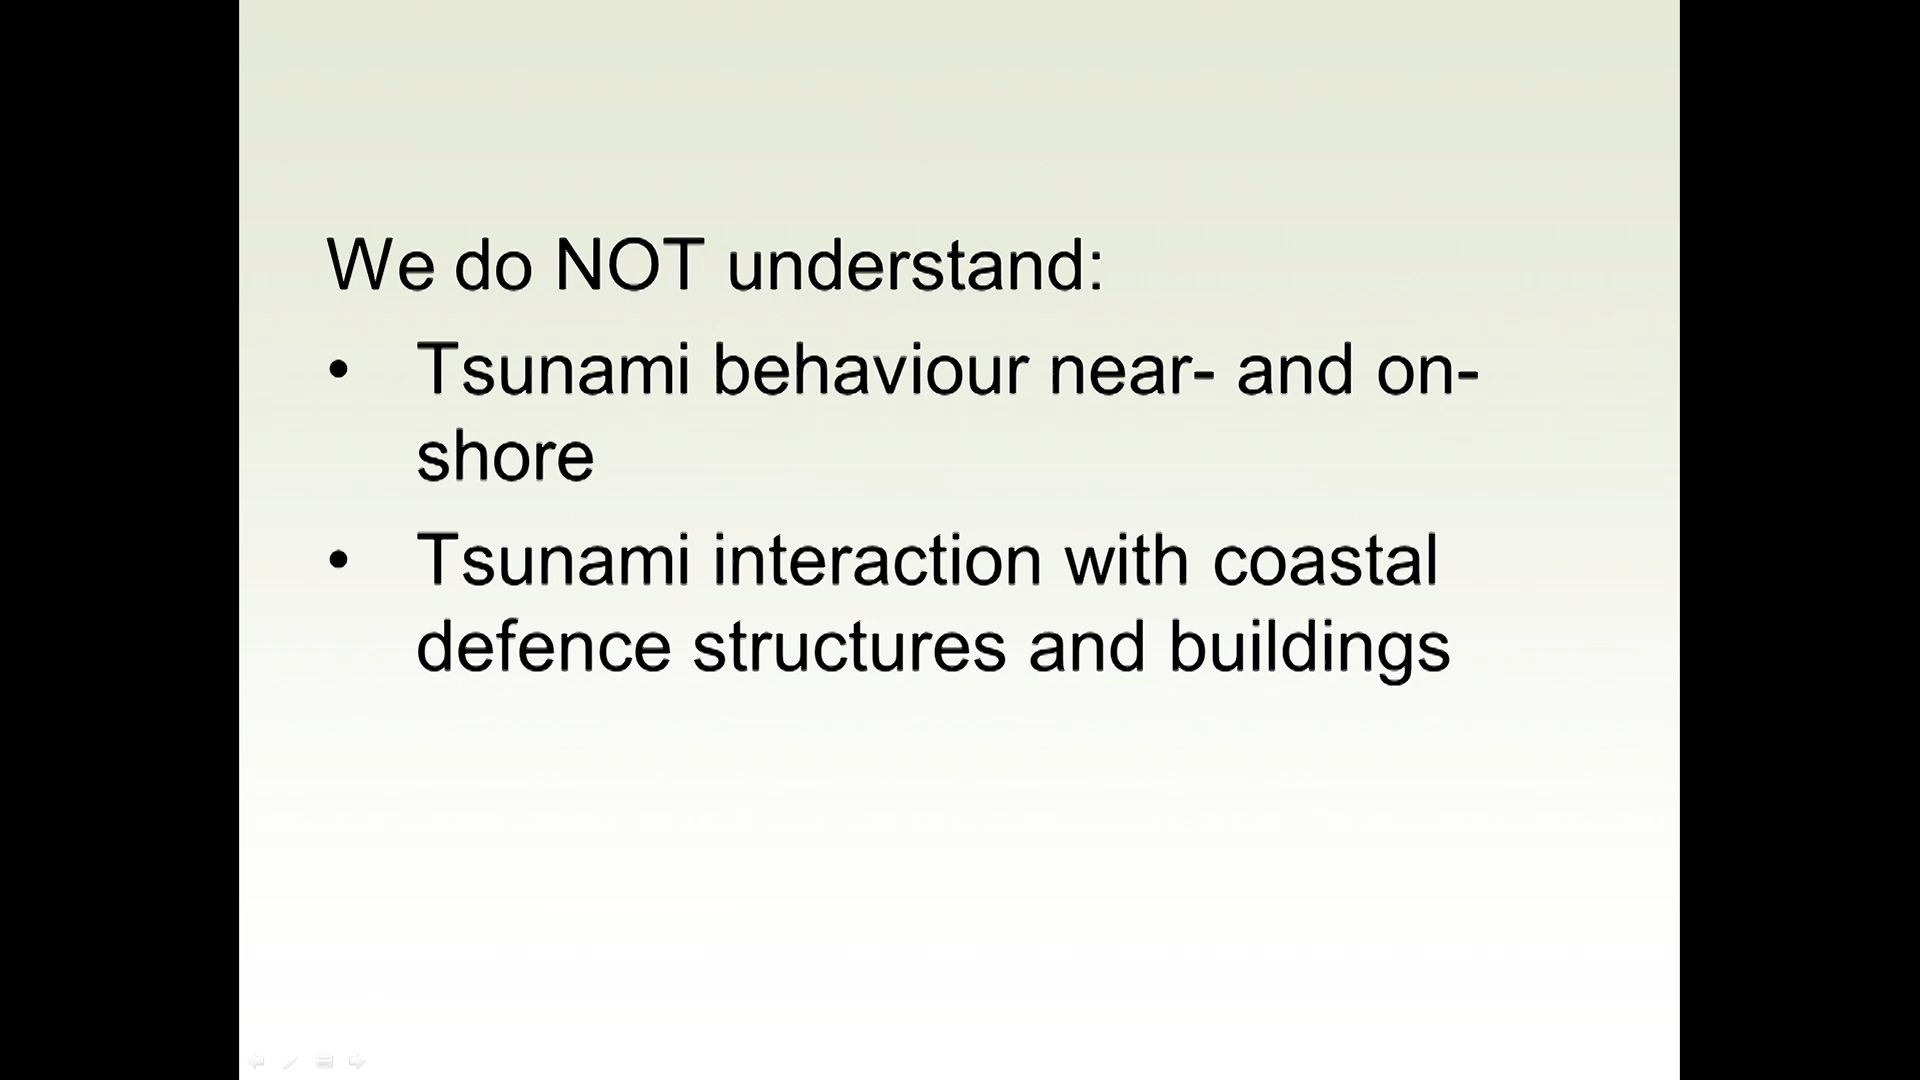 We do NOT understand:
• Tsunami behaviour near- and on-
shore
• Tsunami interaction with coastal
defence structures and buildings